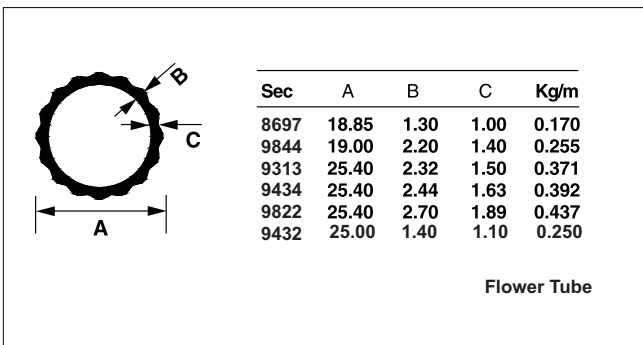 B
C
A
Sec A B C Kg/m
8697 18.85 1.30 1.00 0.170
9844 19.00 2.20 1.40 0.255
9313 25.40 2.32 1.50 0.371
9434 25.40 2.44 1.63 0.392
9822 25.40 2.70 1.89 0.437
9432 25.00 1.40 1.10 0.250
Flower Tube